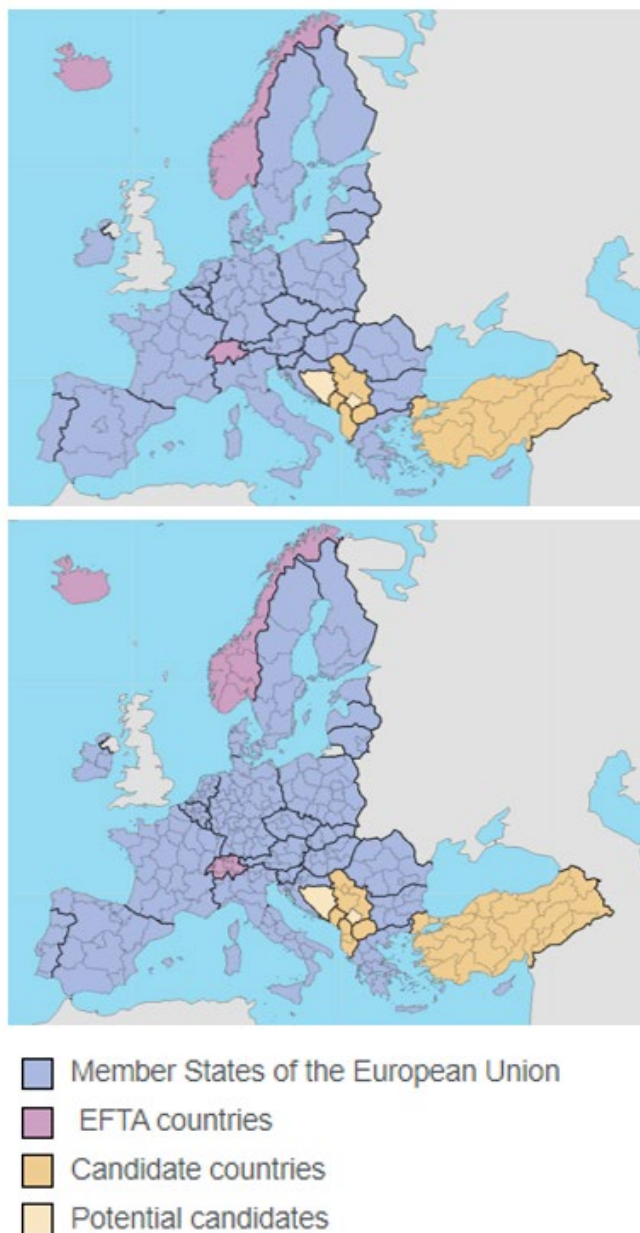 Member States of the European Union
EFTA countries
Candidate countries
Potential candidates